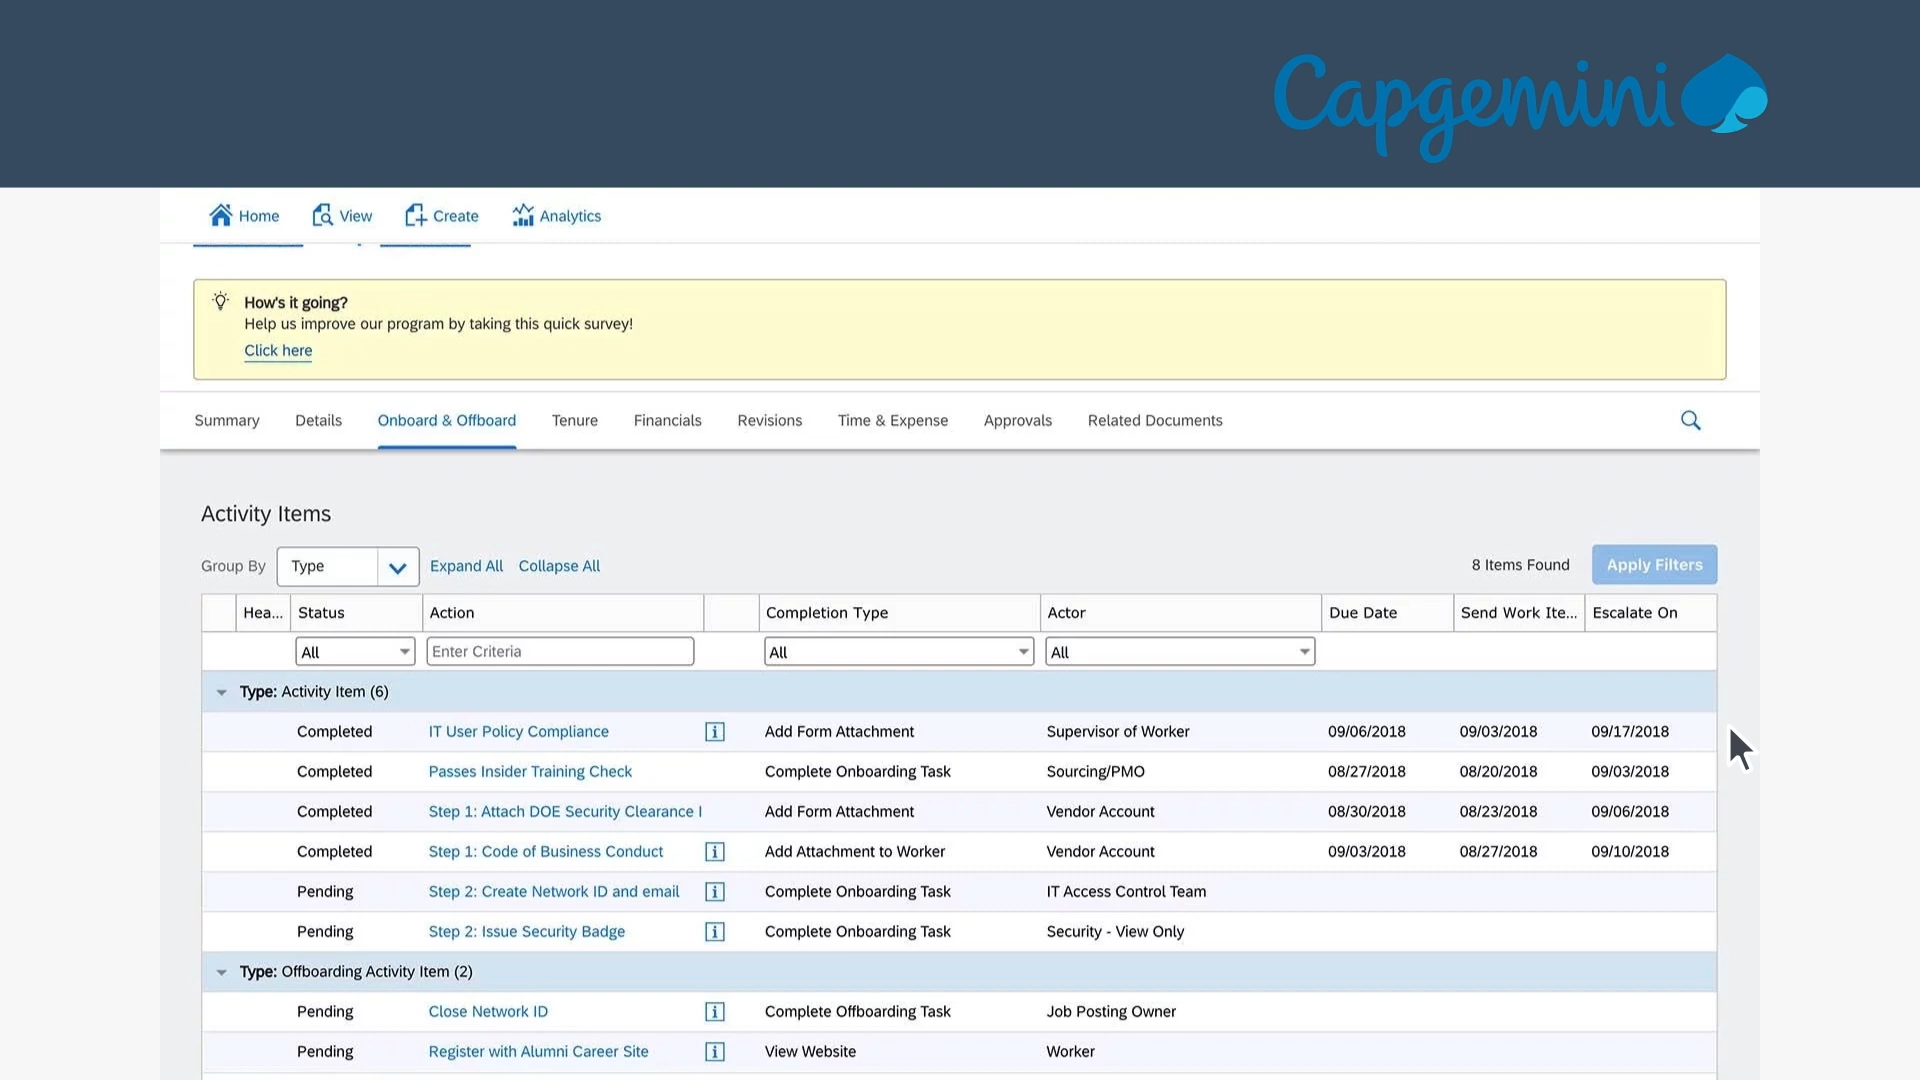 Capgemini
Home View Create Analytics
How's it going?
Help us improve our program by taking this quick survey!
Click here
Summary Details Onboard & Offboard Tenure Financials Revisions Time & Expense Approvals Related Documents
Activity Items
Group By Type Expand All Collapse All 8 Items Found Apply Filters
Hea... Status Action Completion Type Actor Due Date Send Work Ite... Escalate On
All Enter Criteria All All
Type: Activity Item (6)
Completed IT User Policy Compliance i Add Form Attachment Supervisor of Worker 09/06/2018 09/03/2018 09/17/2018
Completed Passes Insider Training Check Complete Onboarding Task Sourcing/PMO 08/27/2018 08/20/2018 09/03/2018
Completed Step 1: Attach DOE Security Clearance I Add Form Attachment Vendor Account 08/30/2018 08/23/2018 09/06/2018
Completed Step 1: Code of Business Conduct i Add Attachment to Worker Vendor Account 09/03/2018 08/27/2018 09/10/2018
Pending Step 2: Create Network ID and email i Complete Onboarding Task IT Access Control Team
Pending Step 2: Issue Security Badge i Complete Onboarding Task Security - View Only
Type: Offboarding Activity Item (2)
Pending Close Network ID i Complete Offboarding Task Job Posting Owner
Pending Register with Alumni Career Site i View Website Worker